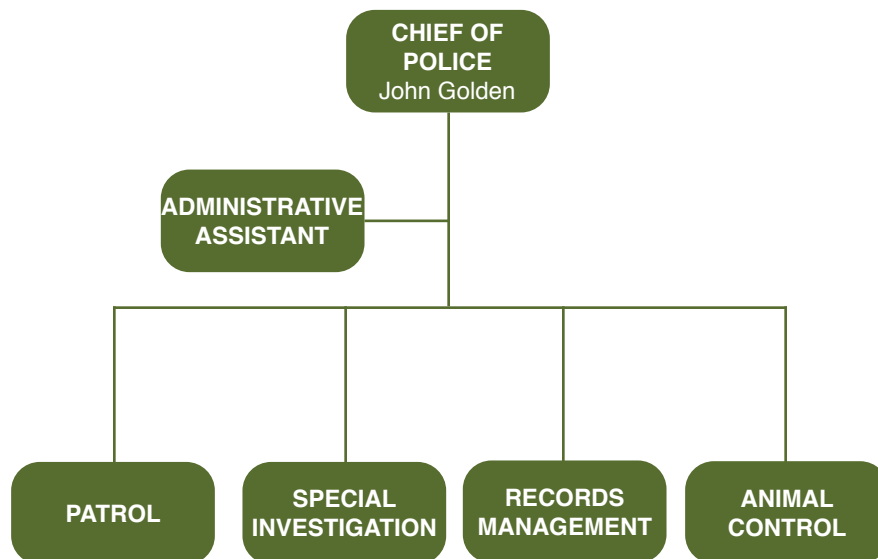 CHIEF OF
POLICE
John Golden
ADMINISTRATIVE
ASSISTANT
PATROL
SPECIAL
INVESTIGATION
RECORDS
MANAGEMENT
ANIMAL
CONTROL